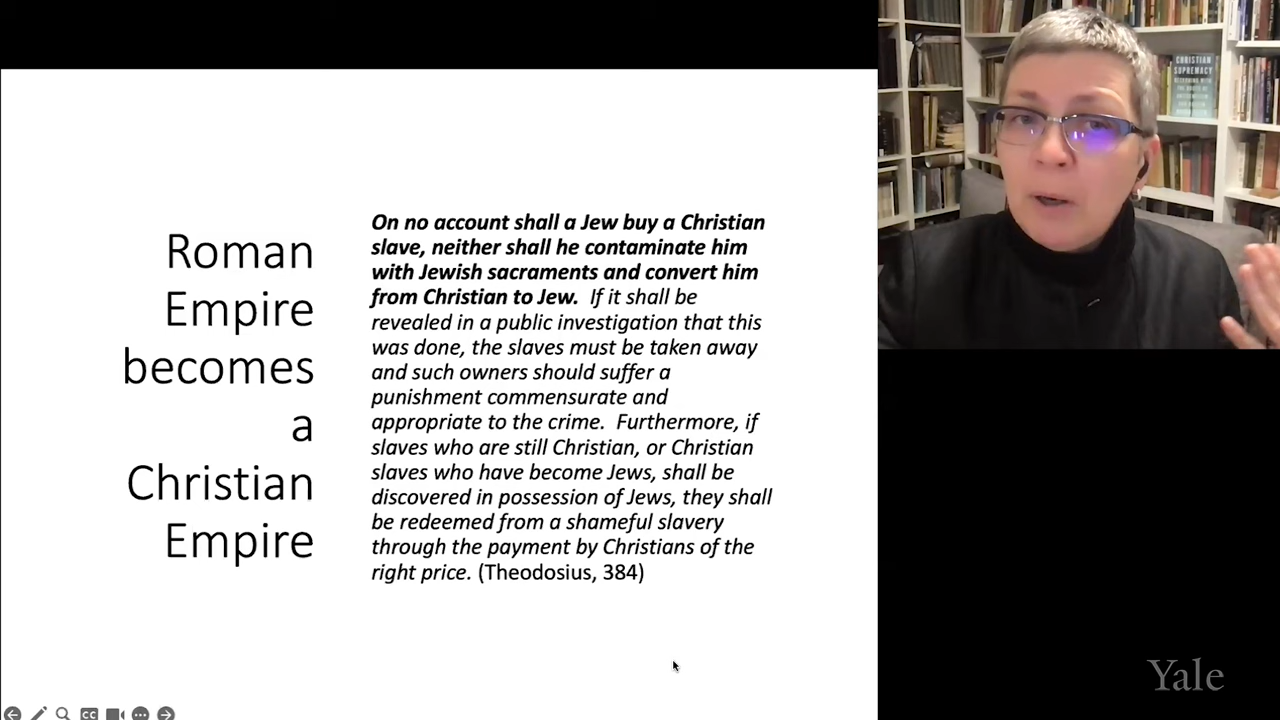 Roman
Empire
becomes
a
Christian
Empire
On no account shall a Jew buy a Christian
slave, neither shall he contaminate him
with Jewish sacraments and convert him
from Christian to Jew. If it shall be
revealed in a public investigation that this
was done, the slaves must be taken away
and such owners should suffer a
punishment commensurate and
appropriate to the crime. Furthermore, if
slaves who are still Christian, or Christian
slaves who have become Jews, shall be
discovered in possession of Jews, they shall
be redeemed from a shameful slavery
through the payment by Christians of the
right price. (Theodosius, 384)
CHRISTIAN
SUPREMACY
CC
Yale